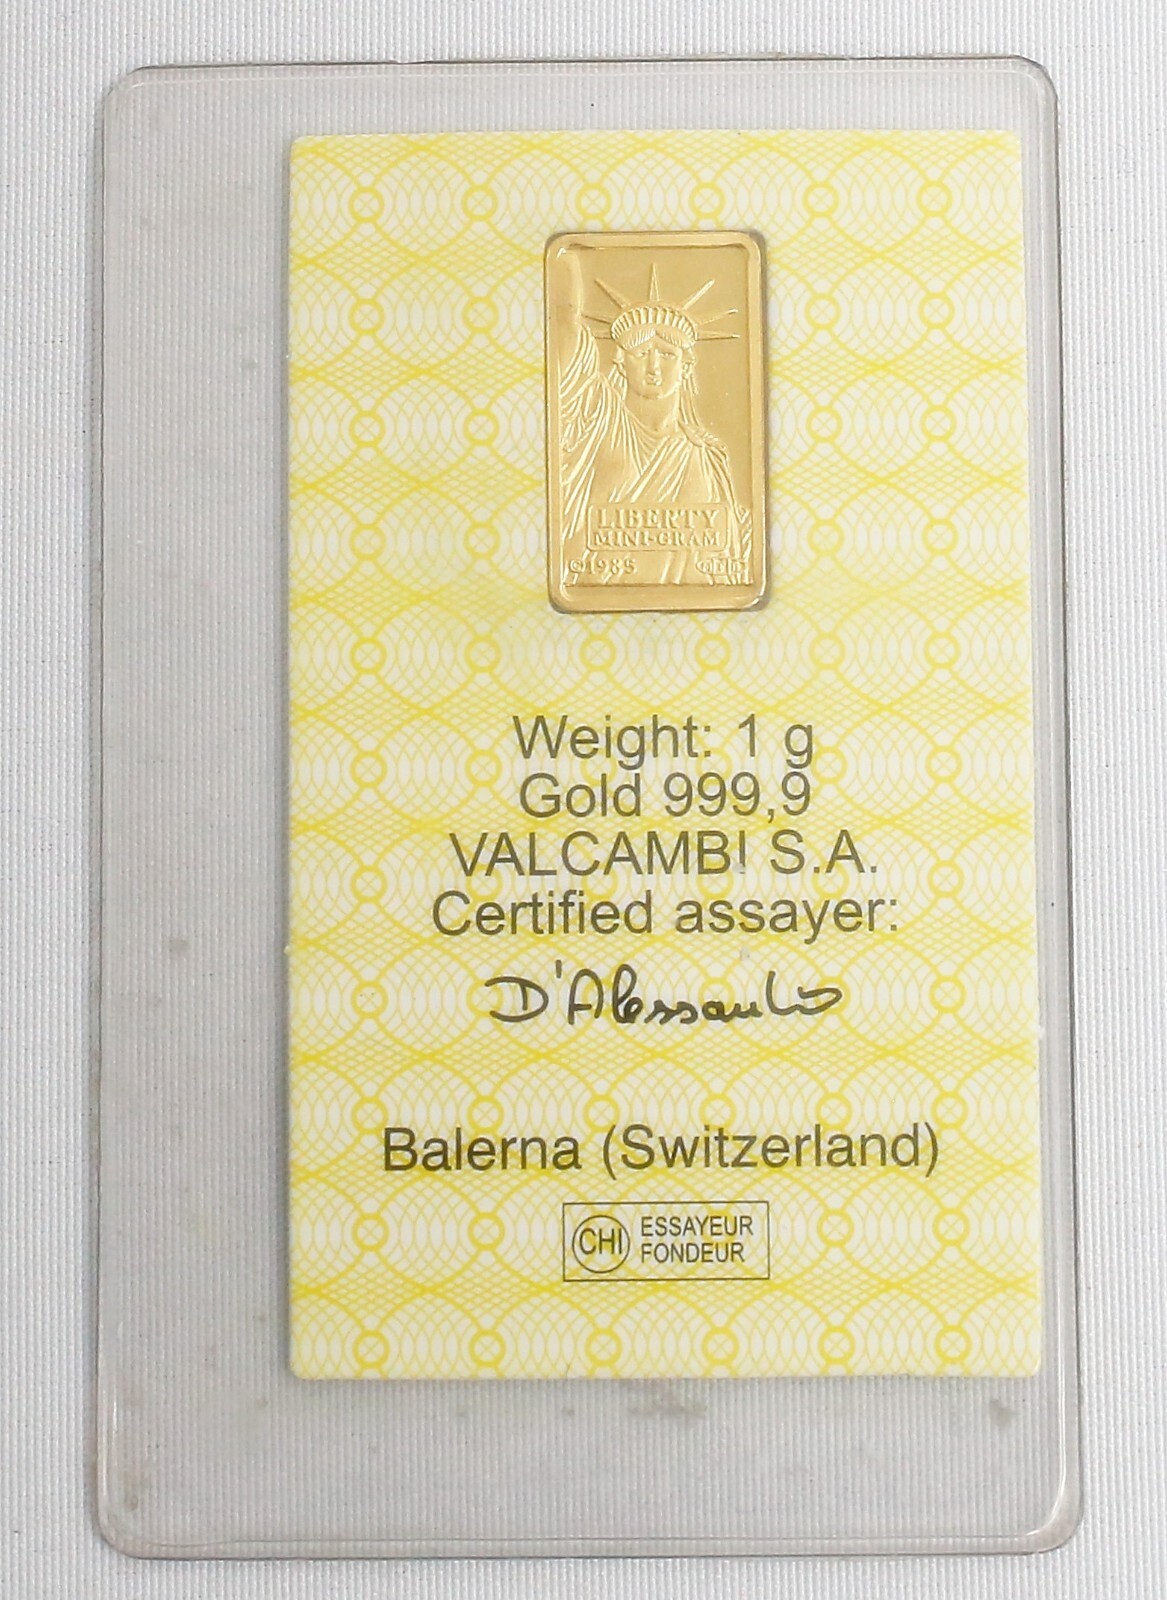 LIBERTY
MINI-GRAM
©1985
Weight: 1 g
Gold 999,9
VALCAMBI S.A.
Certified assayer:
D'Alessandro
Balerna (Switzerland)
CHI ESSAYEUR
FONDEUR